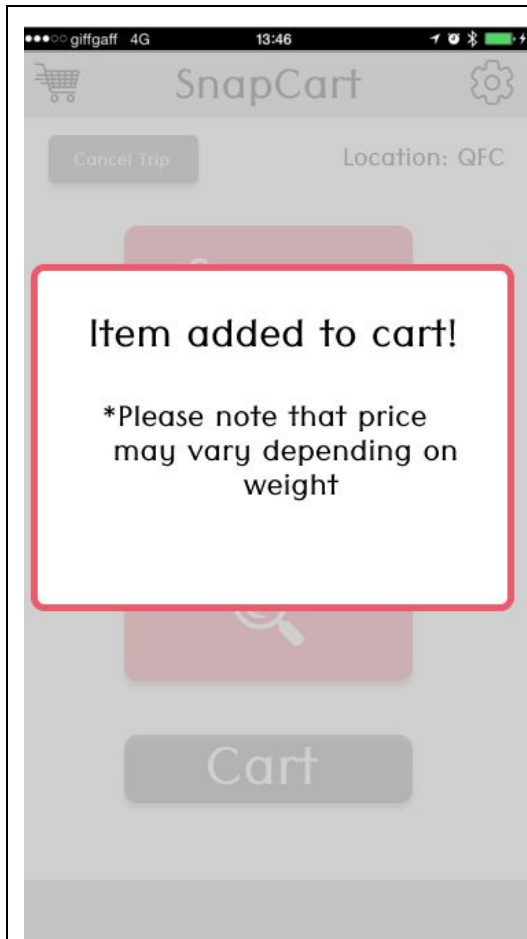 giffgaff 4G 13:46
SnapCart
Cancel Trip Location: QFC
Item added to cart!
*Please note that price
may vary depending on
weight
Cart